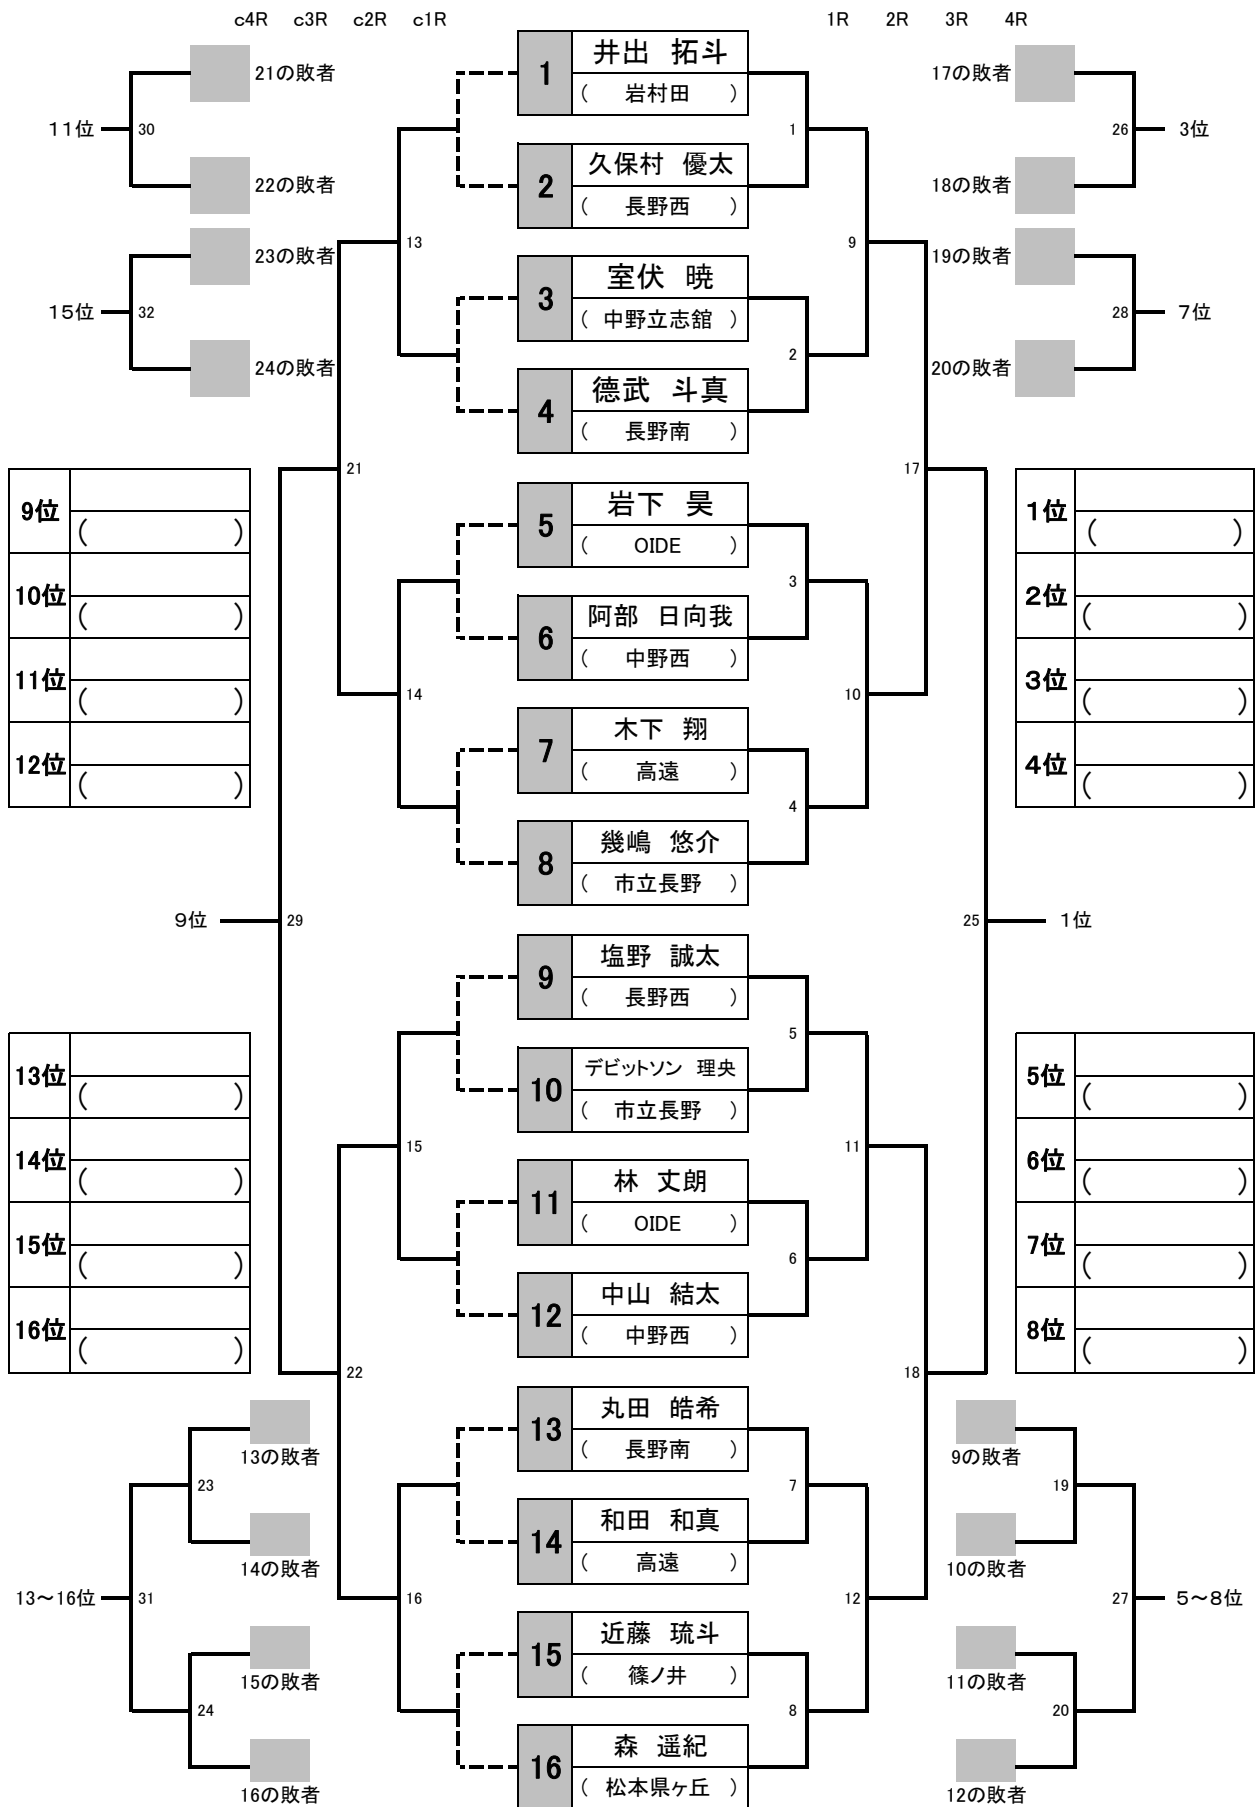 c4R c3R c2R c1R
1R 2R 3R 4R
21の敗者
11位 30
22の敗者
23の敗者
15位 32
24の敗者
17の敗者
26 3位
18の敗者
19の敗者
28 7位
20の敗者
1 井出 拓斗
( 岩村田 )
1
2 久保村 優太
( 長野西 )
13
9
3 室伏 暁
( 中野立志舘 )
2
4 德武 斗真
( 長野南 )
21
17
5 岩下 昊
( OIDE )
3
6 阿部 日向我
( 中野西 )
14
10
7 木下 翔
( 高遠 )
4
8 幾嶋 悠介
( 市立長野 )
9位
( )
10位
( )
11位
( )
12位
( )
1位
( )
2位
( )
3位
( )
4位
( )
9位 29
25 1位
9 塩野 誠太
( 長野西 )
5
10 デビットソン 理央
( 市立長野 )
15
11
11 林 丈朗
( OIDE )
6
12 中山 結太
( 中野西 )
22
18
13 丸田 皓希
( 長野南 )
7
14 和田 和真
( 高遠 )
16
12
15 近藤 琉斗
( 篠ノ井 )
8
16 森 遥紀
( 松本県ヶ丘 )
13位
( )
14位
( )
15位
( )
16位
( )
5位
( )
6位
( )
7位
( )
8位
( )
13の敗者
23
14の敗者
13～16位 31
15の敗者
24
16の敗者
9の敗者
19
10の敗者
27 5～8位
11の敗者
20
12の敗者